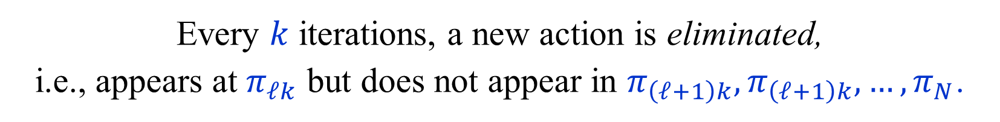 Every k iterations, a new action is eliminated,
i.e., appears at π_{ℓk} but does not appear in π_{(ℓ+1)k}, π_{(ℓ+1)k}, … , π_N.